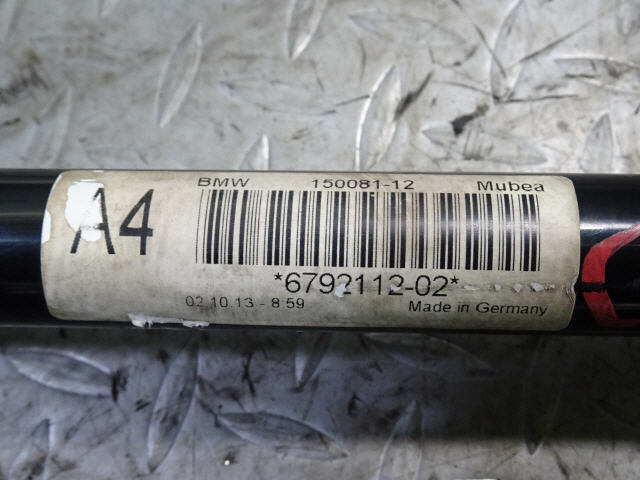 BMW 150081-12 Mubea
A4
*6792112-02*
02.10.13 - 8:59 Made in Germany